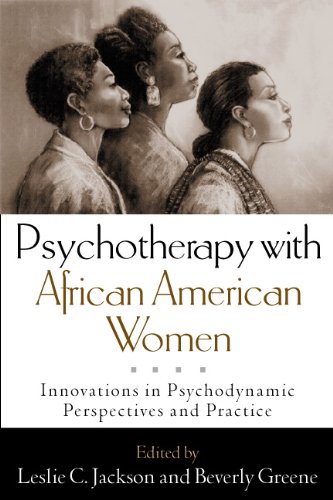 Psychotherapy with
African American
Women
Innovations in Psychodynamic
Perspectives and Practice
Edited by
Leslie C. Jackson and Beverly Greene